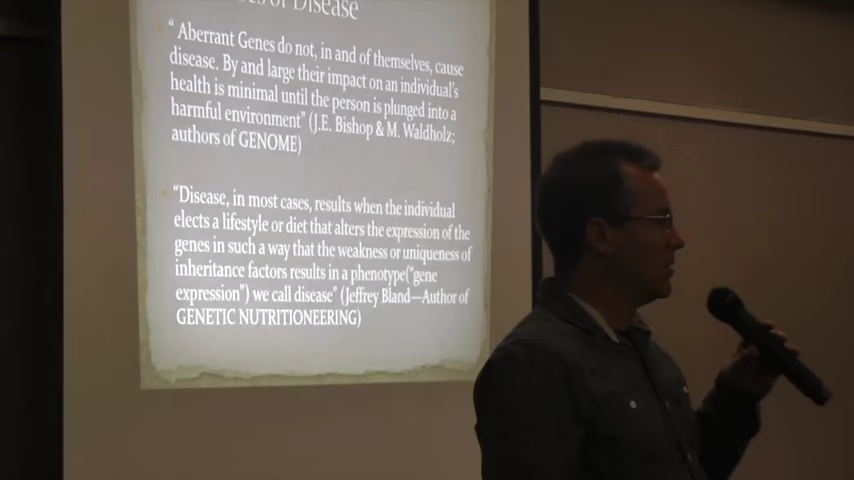 of Disease
“ Aberrant Genes do not, in and of themselves, cause
disease. By and large their impact on an individual's
health is minimal until the person is plunged into a
harmful environment” (J.E. Bishop & M. Waldholz;
authors of GENOME)
“Disease, in most cases, results when the individual
elects a lifestyle or diet that alters the expression of the
genes in such a way that the weakness or uniqueness of
inheritance factors results in a phenotype(“gene
expression”) we call disease” (Jeffrey Bland—Author of
GENETIC NUTRITIONEERING)